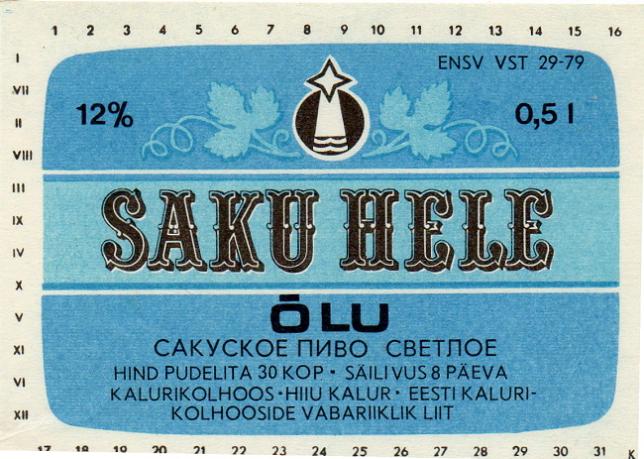 1 2 3 4 5 6 7 8 9 10 11 12 13 14 15 16
I
VII
II
VIII
III
IX
IV
X
V
XI
VI
XII
ENSV VST 29-79
12%
0,5 l
SAKU HELE
ÕLU
САКУСКОЕ ПИВО СВЕТЛОЕ
HIND PUDELITA 30 KOP · SÄILIVUS 8 PÄEVA
KALURIKOLHOOS · HIIU KALUR · EESTI KALURI-
KOLHOOSIDE VABARIIKLIK LIIT
17 18 19 20 21 22 23 24 25 26 27 28 29 30 31 K